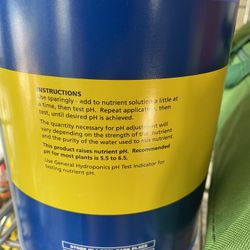 INSTRUCTIONS
Use sparingly - add to nutrient solution a little at
a time, then test pH. Repeat application, then
test, until desired pH is achieved.
The quantity necessary for pH adjustment will
vary depending on the strength of the nutrient
and the purity of the water used to mix nutrient.
This product raises nutrient pH. Recommended
pH for most plants is 5.5 to 6.5.
Use General Hydroponics pH Test Indicator for
testing nutrient pH.